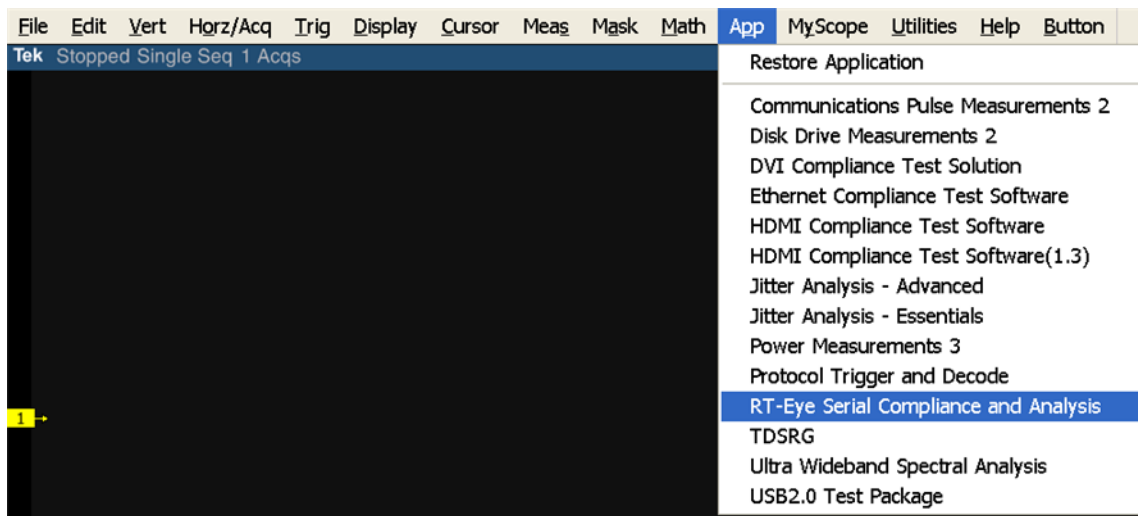 File Edit Vert Horz/Acq Trig Display Cursor Meas Mask Math App MyScope Utilities Help Button
Tek Stopped Single Seq 1 Acqs
Restore Application
Communications Pulse Measurements 2
Disk Drive Measurements 2
DVI Compliance Test Solution
Ethernet Compliance Test Software
HDMI Compliance Test Software
HDMI Compliance Test Software(1.3)
Jitter Analysis - Advanced
Jitter Analysis - Essentials
Power Measurements 3
Protocol Trigger and Decode
RT-Eye Serial Compliance and Analysis
1
TDSRG
Ultra Wideband Spectral Analysis
USB2.0 Test Package